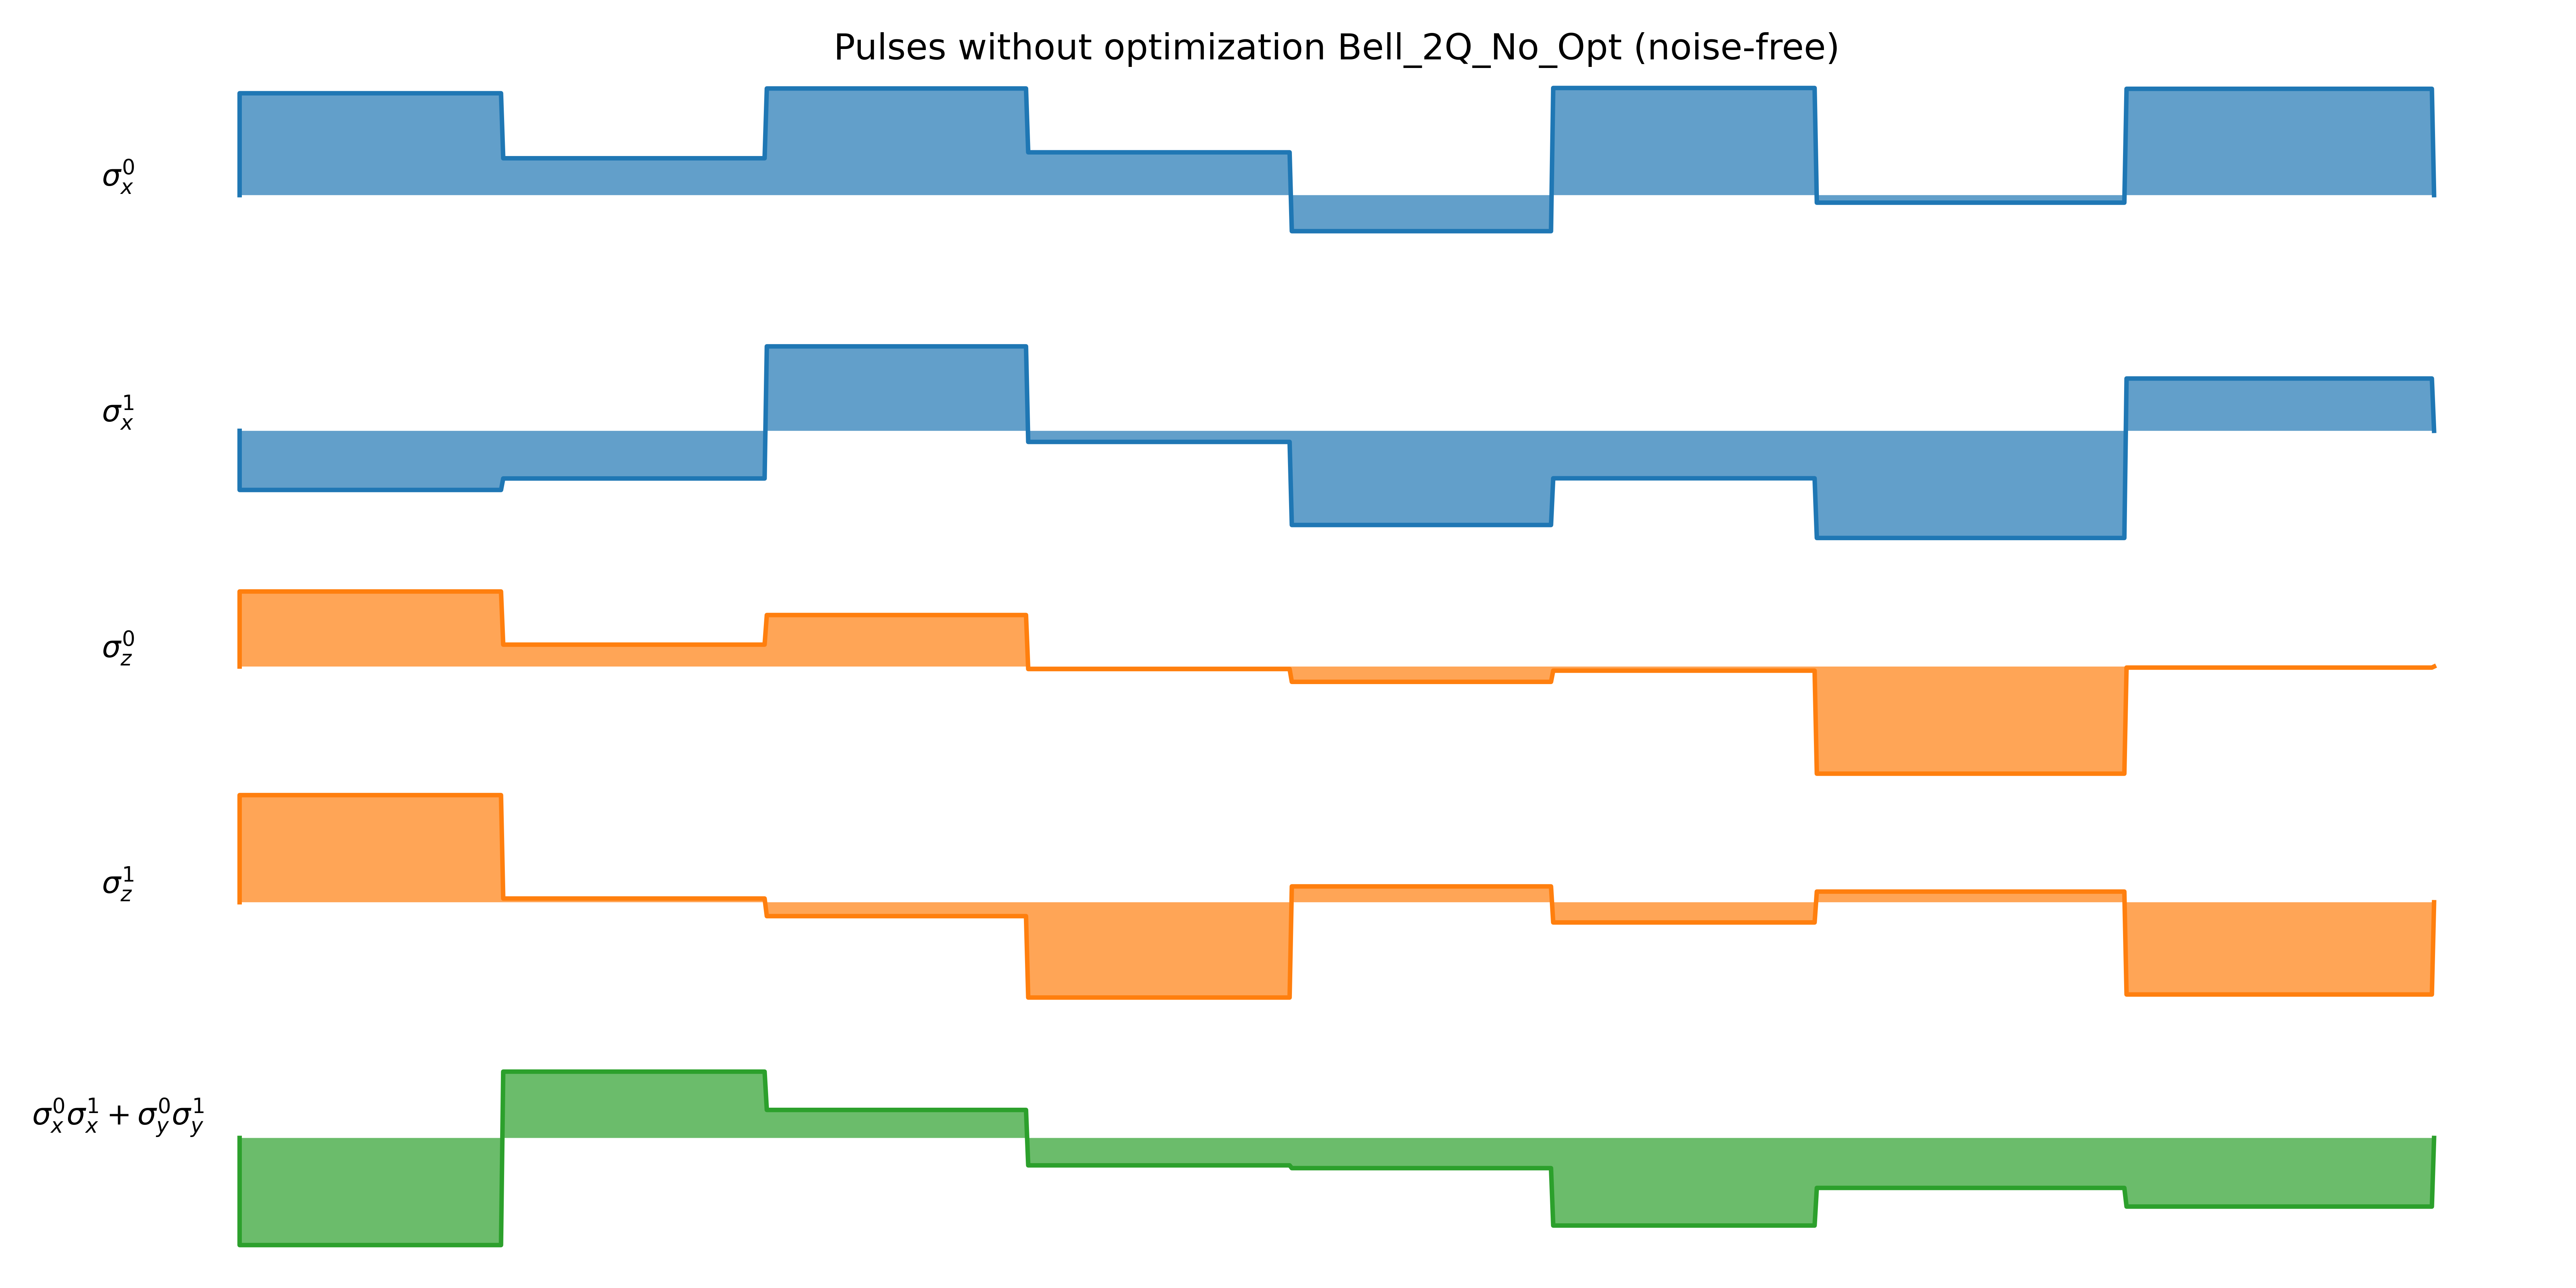 Pulses without optimization Bell_2Q_No_Opt (noise-free)
σ_x^0
σ_x^1
σ_z^0
σ_z^1
σ_x^0σ_x^1 + σ_y^0σ_y^1